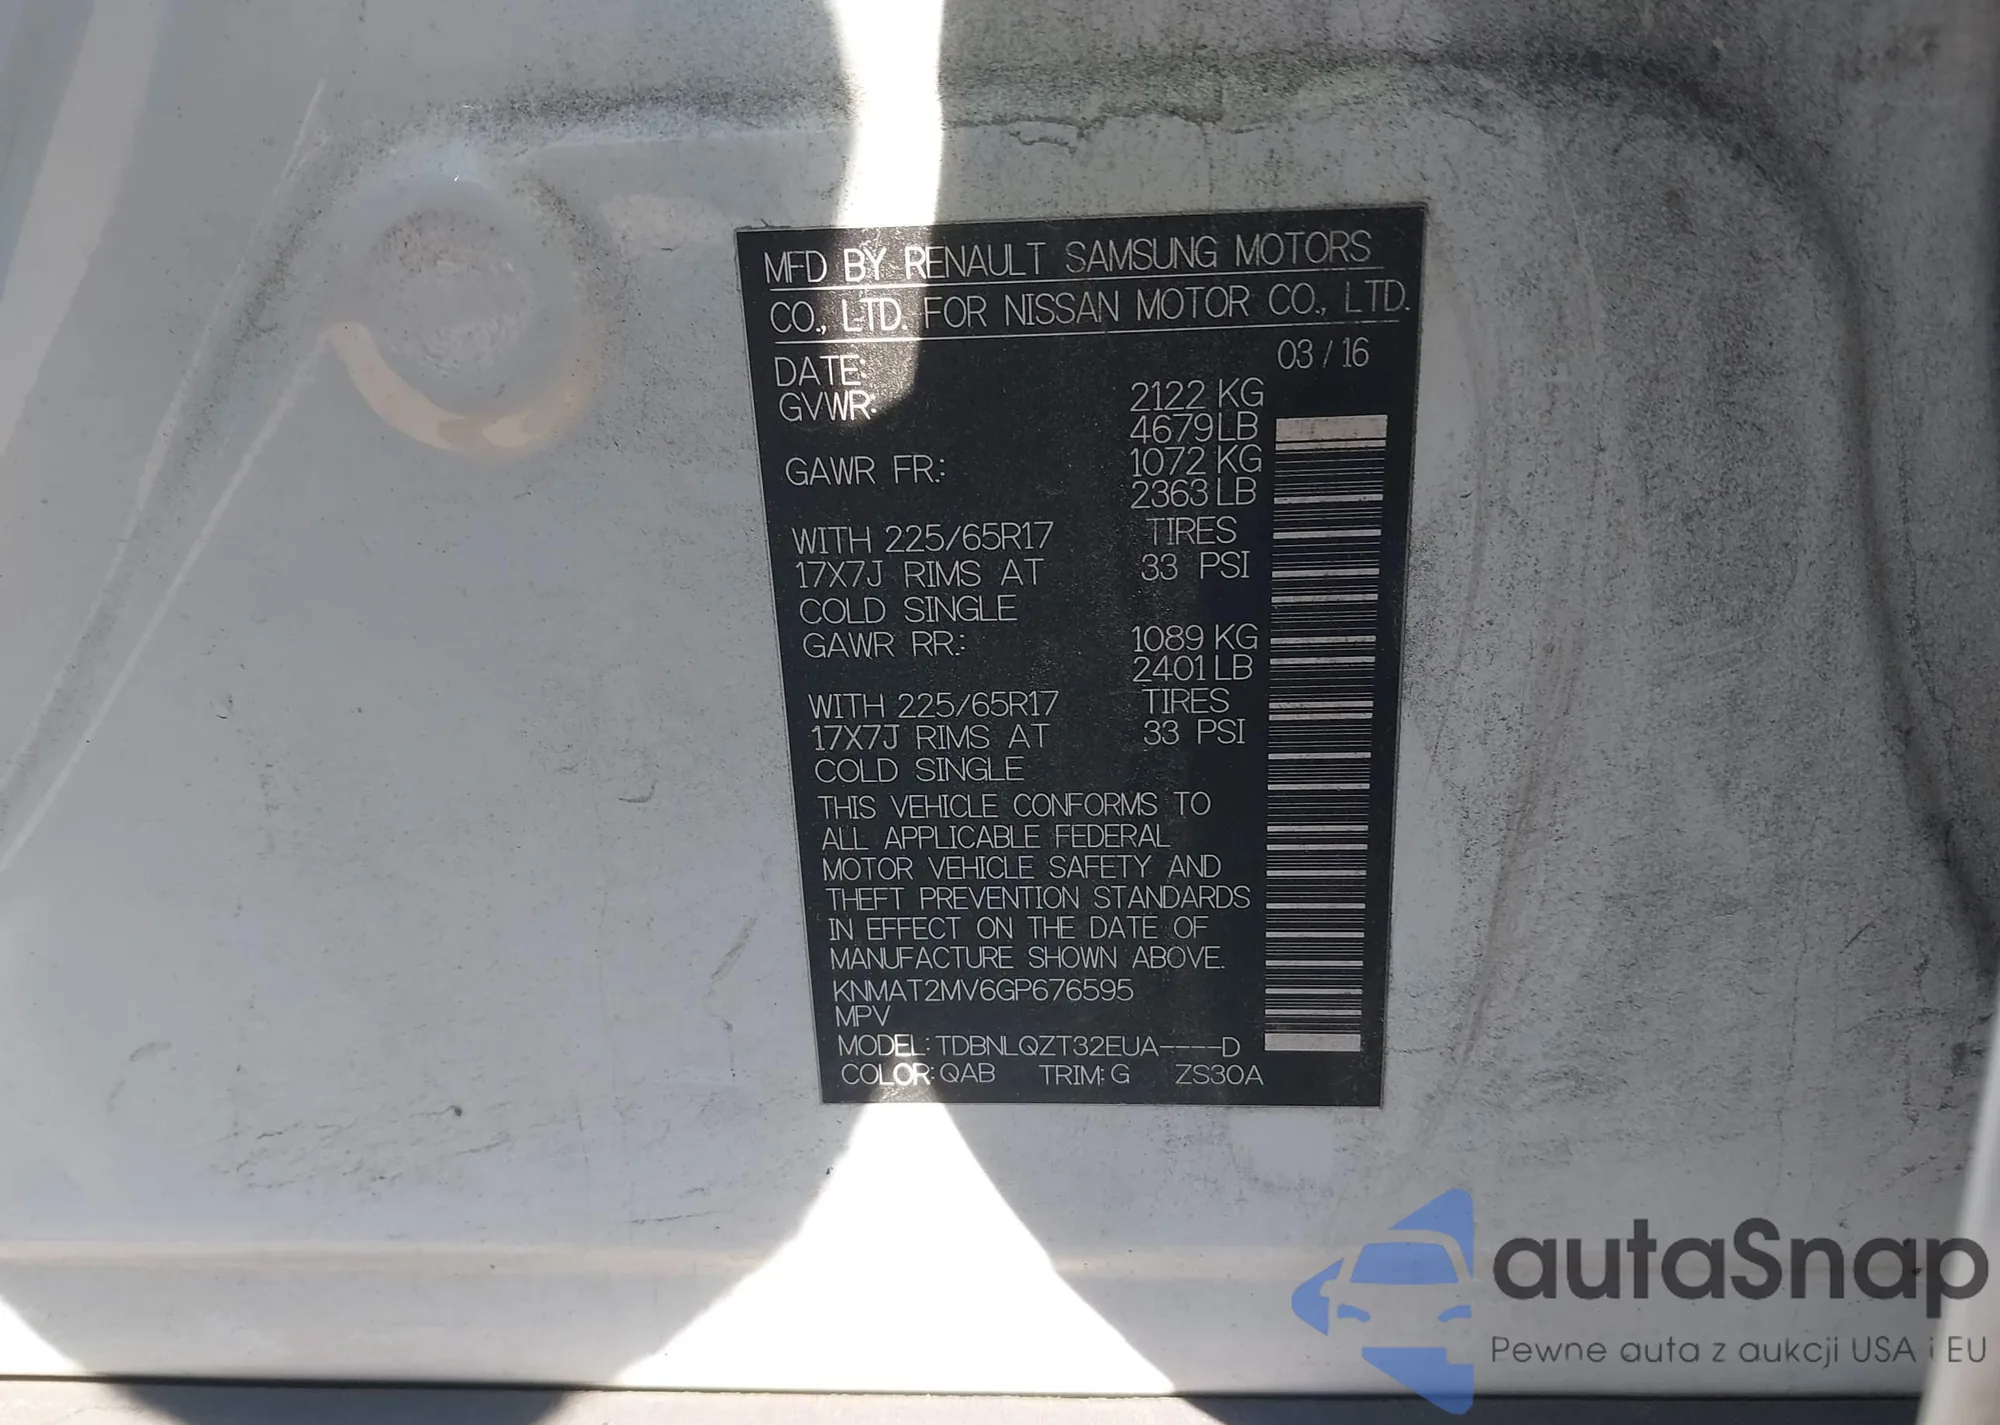 MFD BY RENAULT SAMSUNG MOTORS
CO., LTD. FOR NISSAN MOTOR CO., LTD.
DATE: 03 / 16
GVWR: 2122 KG
4679 LB
GAWR FR.: 1072 KG
2363 LB
WITH 225/65R17 TIRES
17X7J RIMS AT 33 PSI
COLD SINGLE
GAWR RR.: 1089 KG
2401 LB
WITH 225/65R17 TIRES
17X7J RIMS AT 33 PSI
COLD SINGLE
THIS VEHICLE CONFORMS TO
ALL APPLICABLE FEDERAL
MOTOR VEHICLE SAFETY AND
THEFT PREVENTION STANDARDS
IN EFFECT ON THE DATE OF
MANUFACTURE SHOWN ABOVE.
KNMAT2MV6GP676595
MPV
MODEL: TDBNLQZT32EUA----D
COLOR: QAB TRIM: G ZS30A
autaSnap
Pewne auta z aukcji USA i EU